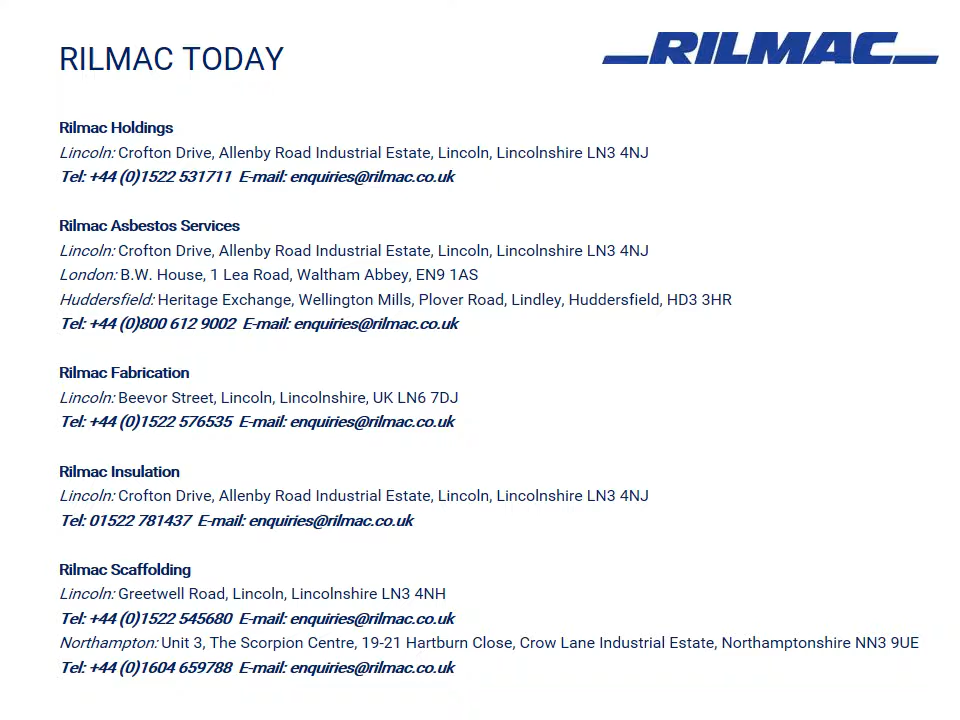 RILMAC TODAY
RILMAC
Rilmac Holdings
Lincoln: Crofton Drive, Allenby Road Industrial Estate, Lincoln, Lincolnshire LN3 4NJ
Tel: +44 (0)1522 531711 E-mail: enquiries@rilmac.co.uk
Rilmac Asbestos Services
Lincoln: Crofton Drive, Allenby Road Industrial Estate, Lincoln, Lincolnshire LN3 4NJ
London: B.W. House, 1 Lea Road, Waltham Abbey, EN9 1AS
Huddersfield: Heritage Exchange, Wellington Mills, Plover Road, Lindley, Huddersfield, HD3 3HR
Tel: +44 (0)800 612 9002 E-mail: enquiries@rilmac.co.uk
Rilmac Fabrication
Lincoln: Beevor Street, Lincoln, Lincolnshire, UK LN6 7DJ
Tel: +44 (0)1522 576535 E-mail: enquiries@rilmac.co.uk
Rilmac Insulation
Lincoln: Crofton Drive, Allenby Road Industrial Estate, Lincoln, Lincolnshire LN3 4NJ
Tel: 01522 781437 E-mail: enquiries@rilmac.co.uk
Rilmac Scaffolding
Lincoln: Greetwell Road, Lincoln, Lincolnshire LN3 4NH
Tel: +44 (0)1522 545680 E-mail: enquiries@rilmac.co.uk
Northampton: Unit 3, The Scorpion Centre, 19-21 Hartburn Close, Crow Lane Industrial Estate, Northamptonshire NN3 9UE
Tel: +44 (0)1604 659788 E-mail: enquiries@rilmac.co.uk